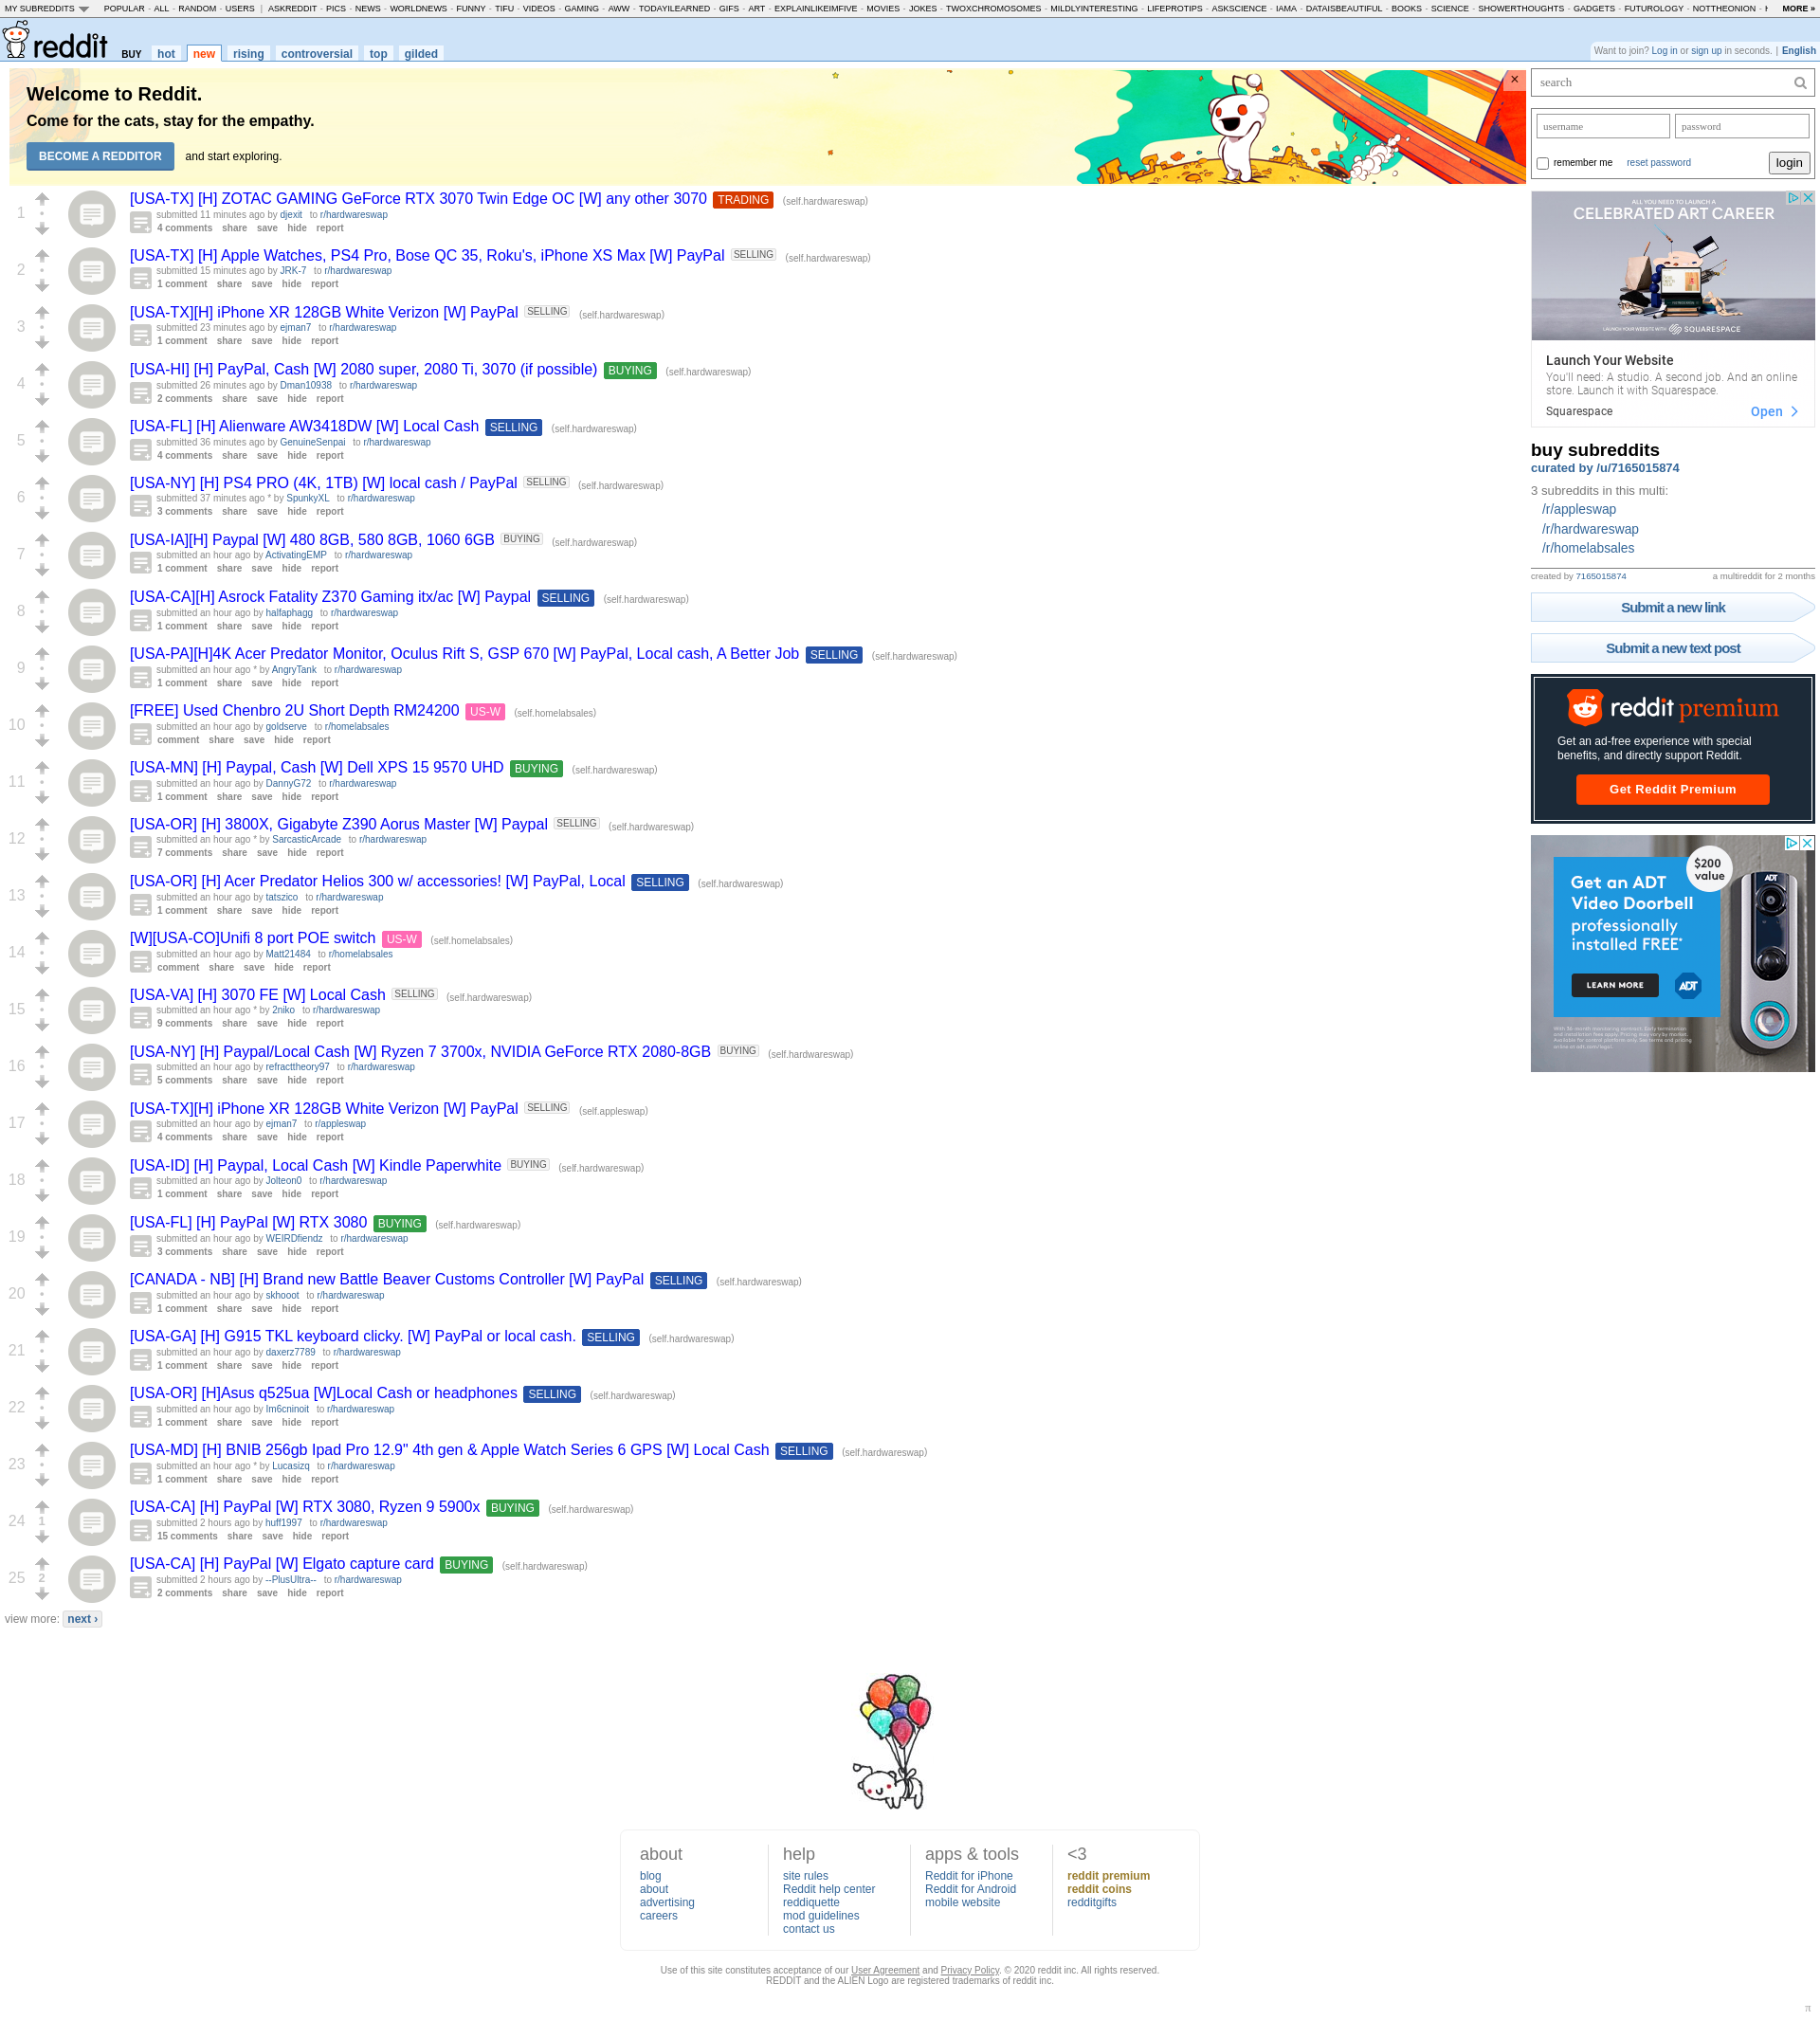 MY SUBREDDITS POPULAR - ALL - RANDOM - USERS | ASKREDDIT - PICS - NEWS - WORLDNEWS - FUNNY - TIFU - VIDEOS - GAMING - AWW - TODAYILEARNED - GIFS - ART - EXPLAINLIKEIMFIVE - MOVIES - JOKES - TWOXCHROMOSOMES - MILDLYINTERESTING - LIFEPROTIPS - ASKSCIENCE - IAMA - DATAISBEAUTIFUL - BOOKS - SCIENCE - SHOWERTHOUGHTS - GADGETS - FUTUROLOGY - NOTTHEONION - MORE »
reddit BUY hot new rising controversial top gilded
Want to join? Log in or sign up in seconds. | English
Welcome to Reddit.
Come for the cats, stay for the empathy.
BECOME A REDDITOR and start exploring.
×
1 [USA-TX] [H] ZOTAC GAMING GeForce RTX 3070 Twin Edge OC [W] any other 3070 TRADING (self.hardwareswap)
submitted 11 minutes ago by djexit to r/hardwareswap
4 comments share save hide report
2 [USA-TX] [H] Apple Watches, PS4 Pro, Bose QC 35, Roku's, iPhone XS Max [W] PayPal SELLING (self.hardwareswap)
submitted 15 minutes ago by JRK-7 to r/hardwareswap
1 comment share save hide report
3 [USA-TX][H] iPhone XR 128GB White Verizon [W] PayPal SELLING (self.hardwareswap)
submitted 23 minutes ago by ejman7 to r/hardwareswap
1 comment share save hide report
4 [USA-HI] [H] PayPal, Cash [W] 2080 super, 2080 Ti, 3070 (if possible) BUYING (self.hardwareswap)
submitted 26 minutes ago by Dman10938 to r/hardwareswap
2 comments share save hide report
5 [USA-FL] [H] Alienware AW3418DW [W] Local Cash SELLING (self.hardwareswap)
submitted 36 minutes ago by GenuineSenpai to r/hardwareswap
4 comments share save hide report
6 [USA-NY] [H] PS4 PRO (4K, 1TB) [W] local cash / PayPal SELLING (self.hardwareswap)
submitted 37 minutes ago * by SpunkyXL to r/hardwareswap
3 comments share save hide report
7 [USA-IA][H] Paypal [W] 480 8GB, 580 8GB, 1060 6GB BUYING (self.hardwareswap)
submitted an hour ago by ActivatingEMP to r/hardwareswap
1 comment share save hide report
8 [USA-CA][H] Asrock Fatality Z370 Gaming itx/ac [W] Paypal SELLING (self.hardwareswap)
submitted an hour ago by halfaphagg to r/hardwareswap
1 comment share save hide report
9 [USA-PA][H]4K Acer Predator Monitor, Oculus Rift S, GSP 670 [W] PayPal, Local cash, A Better Job SELLING (self.hardwareswap)
submitted an hour ago * by AngryTank to r/hardwareswap
1 comment share save hide report
10 [FREE] Used Chenbro 2U Short Depth RM24200 US-W (self.homelabsales)
submitted an hour ago by goldserve to r/homelabsales
comment share save hide report
11 [USA-MN] [H] Paypal, Cash [W] Dell XPS 15 9570 UHD BUYING (self.hardwareswap)
submitted an hour ago by DannyG72 to r/hardwareswap
1 comment share save hide report
12 [USA-OR] [H] 3800X, Gigabyte Z390 Aorus Master [W] Paypal SELLING (self.hardwareswap)
submitted an hour ago * by SarcasticArcade to r/hardwareswap
7 comments share save hide report
13 [USA-OR] [H] Acer Predator Helios 300 w/ accessories! [W] PayPal, Local SELLING (self.hardwareswap)
submitted an hour ago by tatszico to r/hardwareswap
1 comment share save hide report
14 [W][USA-CO]Unifi 8 port POE switch US-W (self.homelabsales)
submitted an hour ago by Matt21484 to r/homelabsales
comment share save hide report
15 [USA-VA] [H] 3070 FE [W] Local Cash SELLING (self.hardwareswap)
submitted an hour ago * by 2niko to r/hardwareswap
9 comments share save hide report
16 [USA-NY] [H] Paypal/Local Cash [W] Ryzen 7 3700x, NVIDIA GeForce RTX 2080-8GB BUYING (self.hardwareswap)
submitted an hour ago by refracttheory97 to r/hardwareswap
5 comments share save hide report
17 [USA-TX][H] iPhone XR 128GB White Verizon [W] PayPal SELLING (self.appleswap)
submitted an hour ago by ejman7 to r/appleswap
4 comments share save hide report
18 [USA-ID] [H] Paypal, Local Cash [W] Kindle Paperwhite BUYING (self.hardwareswap)
submitted an hour ago by Jolteon0 to r/hardwareswap
1 comment share save hide report
19 [USA-FL] [H] PayPal [W] RTX 3080 BUYING (self.hardwareswap)
submitted an hour ago by WEIRDfiendz to r/hardwareswap
3 comments share save hide report
20 [CANADA - NB] [H] Brand new Battle Beaver Customs Controller [W] PayPal SELLING (self.hardwareswap)
submitted an hour ago by skhooot to r/hardwareswap
1 comment share save hide report
21 [USA-GA] [H] G915 TKL keyboard clicky. [W] PayPal or local cash. SELLING (self.hardwareswap)
submitted an hour ago by daxerz7789 to r/hardwareswap
1 comment share save hide report
22 [USA-OR] [H]Asus q525ua [W]Local Cash or headphones SELLING (self.hardwareswap)
submitted an hour ago by Im6cninoit to r/hardwareswap
1 comment share save hide report
23 [USA-MD] [H] BNIB 256gb Ipad Pro 12.9" 4th gen & Apple Watch Series 6 GPS [W] Local Cash SELLING (self.hardwareswap)
submitted an hour ago * by Lucasizq to r/hardwareswap
1 comment share save hide report
24 1 [USA-CA] [H] PayPal [W] RTX 3080, Ryzen 9 5900x BUYING (self.hardwareswap)
submitted 2 hours ago by huff1997 to r/hardwareswap
15 comments share save hide report
25 2 [USA-CA] [H] PayPal [W] Elgato capture card BUYING (self.hardwareswap)
submitted 2 hours ago by --PlusUltra-- to r/hardwareswap
2 comments share save hide report
view more: next ›
search
username password
remember me reset password login
ALL YOU NEED TO LAUNCH A
CELEBRATED ART CAREER
LAUNCH YOUR WEBSITE WITH SQUARESPACE
Launch Your Website
You'll need: A studio. A second job. And an online
store. Launch it with Squarespace.
Squarespace Open
buy subreddits
curated by /u/7165015874
3 subreddits in this multi:
/r/appleswap
/r/hardwareswap
/r/homelabsales
created by 7165015874 a multireddit for 2 months
Submit a new link
Submit a new text post
reddit premium
Get an ad-free experience with special
benefits, and directly support Reddit.
Get Reddit Premium
$200
value
Get an ADT
Video Doorbell
professionally
installed FREE*
LEARN MORE ADT
ADT
about
blog
about
advertising
careers
help
site rules
Reddit help center
reddiquette
mod guidelines
contact us
apps & tools
Reddit for iPhone
Reddit for Android
mobile website
<3
reddit premium
reddit coins
redditgifts
Use of this site constitutes acceptance of our User Agreement and Privacy Policy. © 2020 reddit inc. All rights reserved.
REDDIT and the ALIEN Logo are registered trademarks of reddit inc.
π